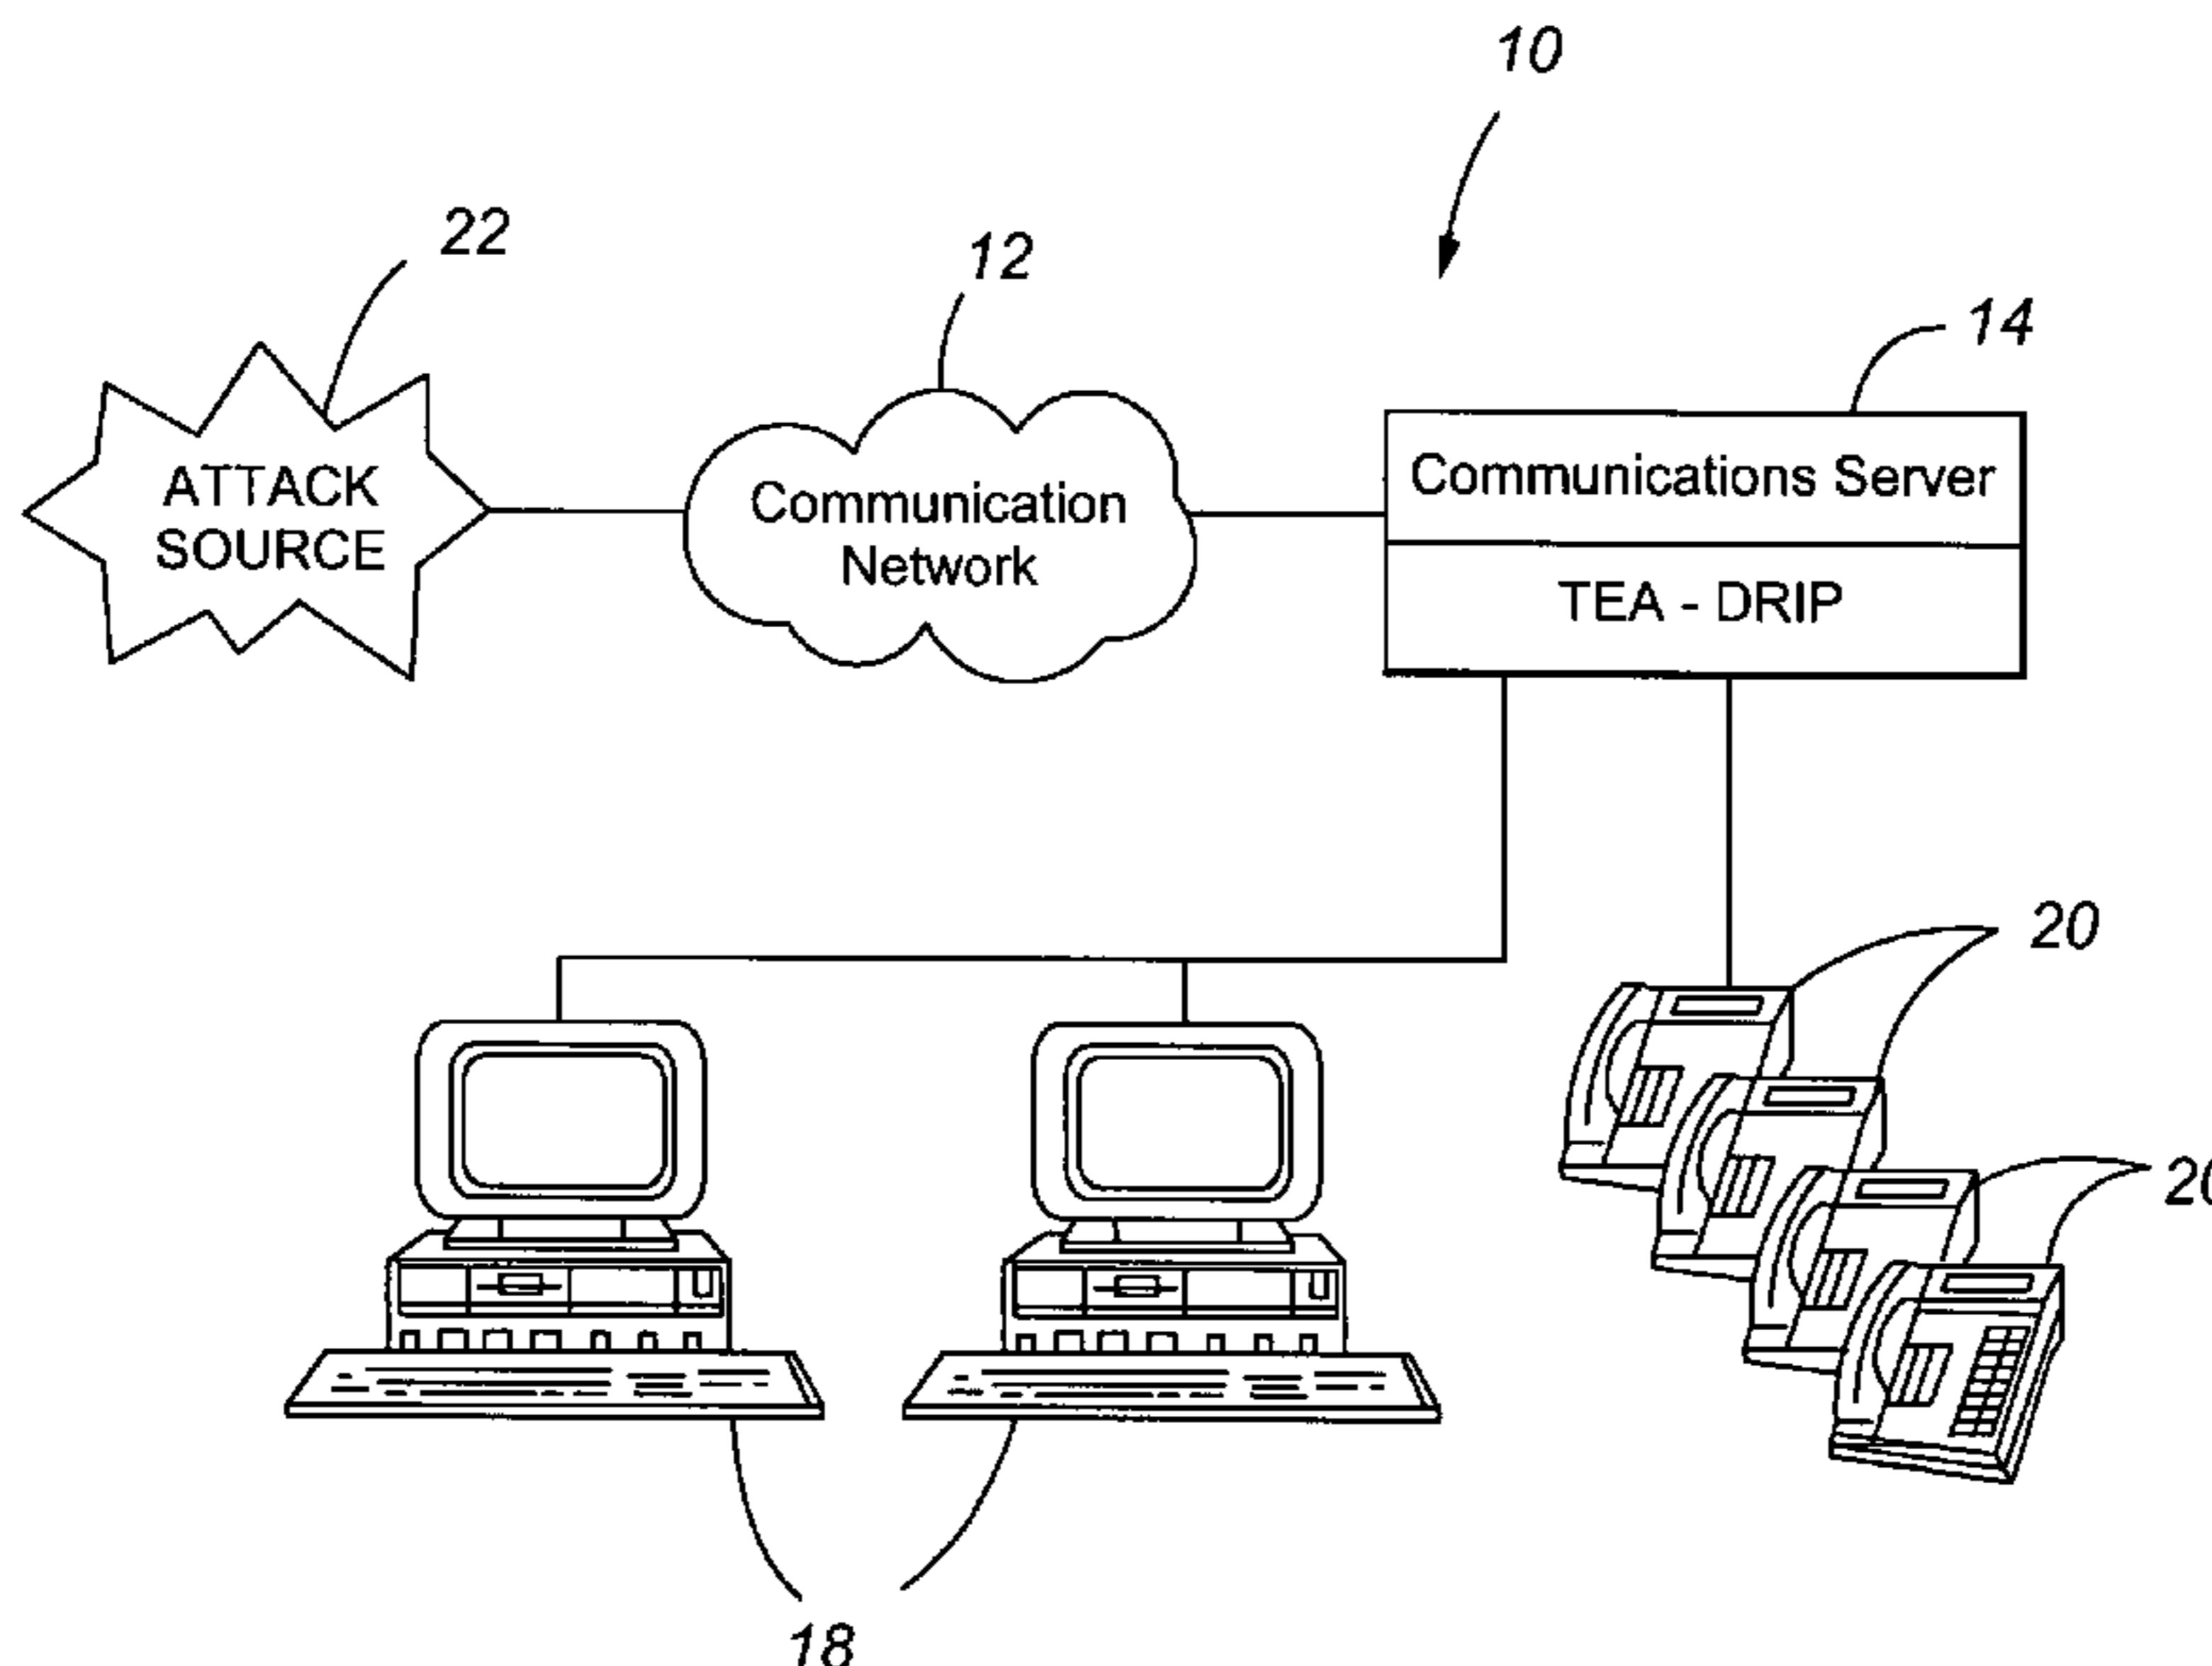 10
22
12
14
ATTACK
SOURCE
Communication
Network
Communications Server
TEA - DRIP
20
18